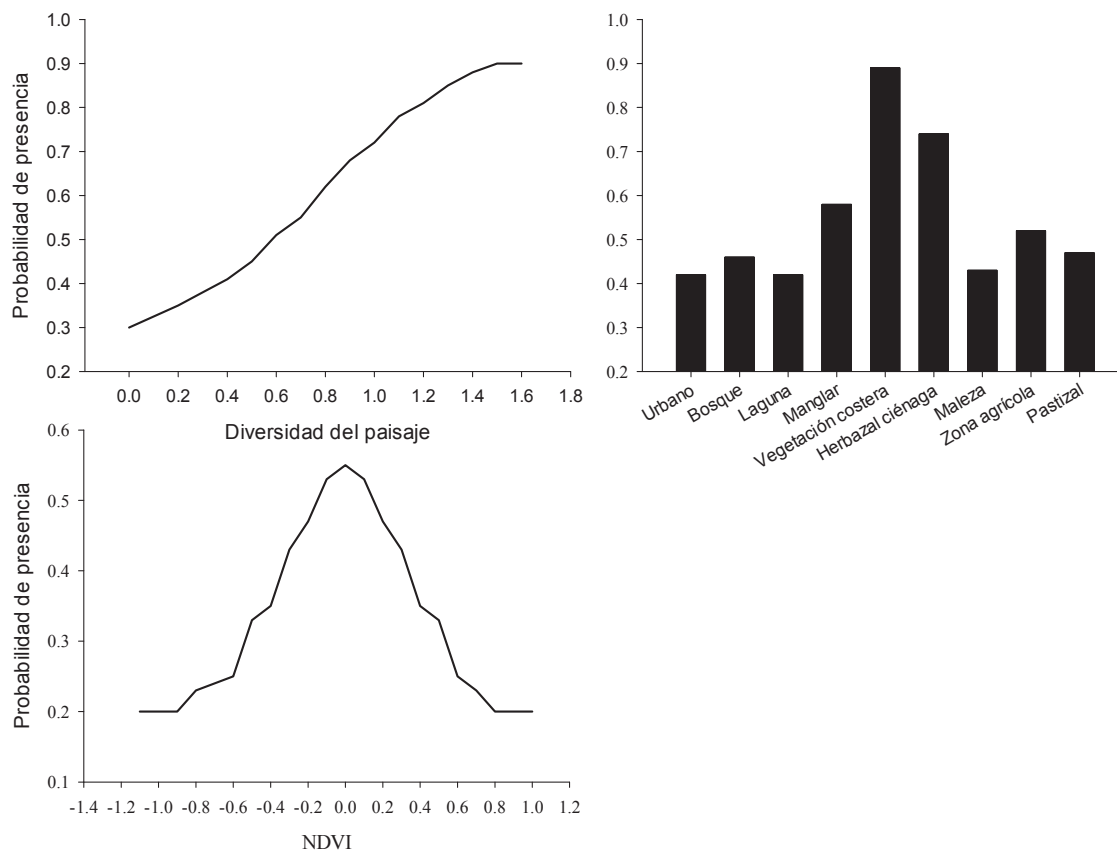 1.0
0.9
0.8
0.7
0.6
0.5
0.4
0.3
0.2
Probabilidad de presencia
0.0 0.2 0.4 0.6 0.8 1.0 1.2 1.4 1.6 1.8
Diversidad del paisaje
1.0
0.9
0.8
0.7
0.6
0.5
0.4
0.3
0.2
Urbano
Bosque
Laguna
Manglar
Vegetación costera
Herbazal ciénaga
Maleza
Zona agrícola
Pastizal
0.6
0.5
0.4
0.3
0.2
0.1
Probabilidad de presencia
-1.4 -1.2 -1.0 -0.8 -0.6 -0.4 -0.2 0.0 0.2 0.4 0.6 0.8 1.0 1.2
NDVI